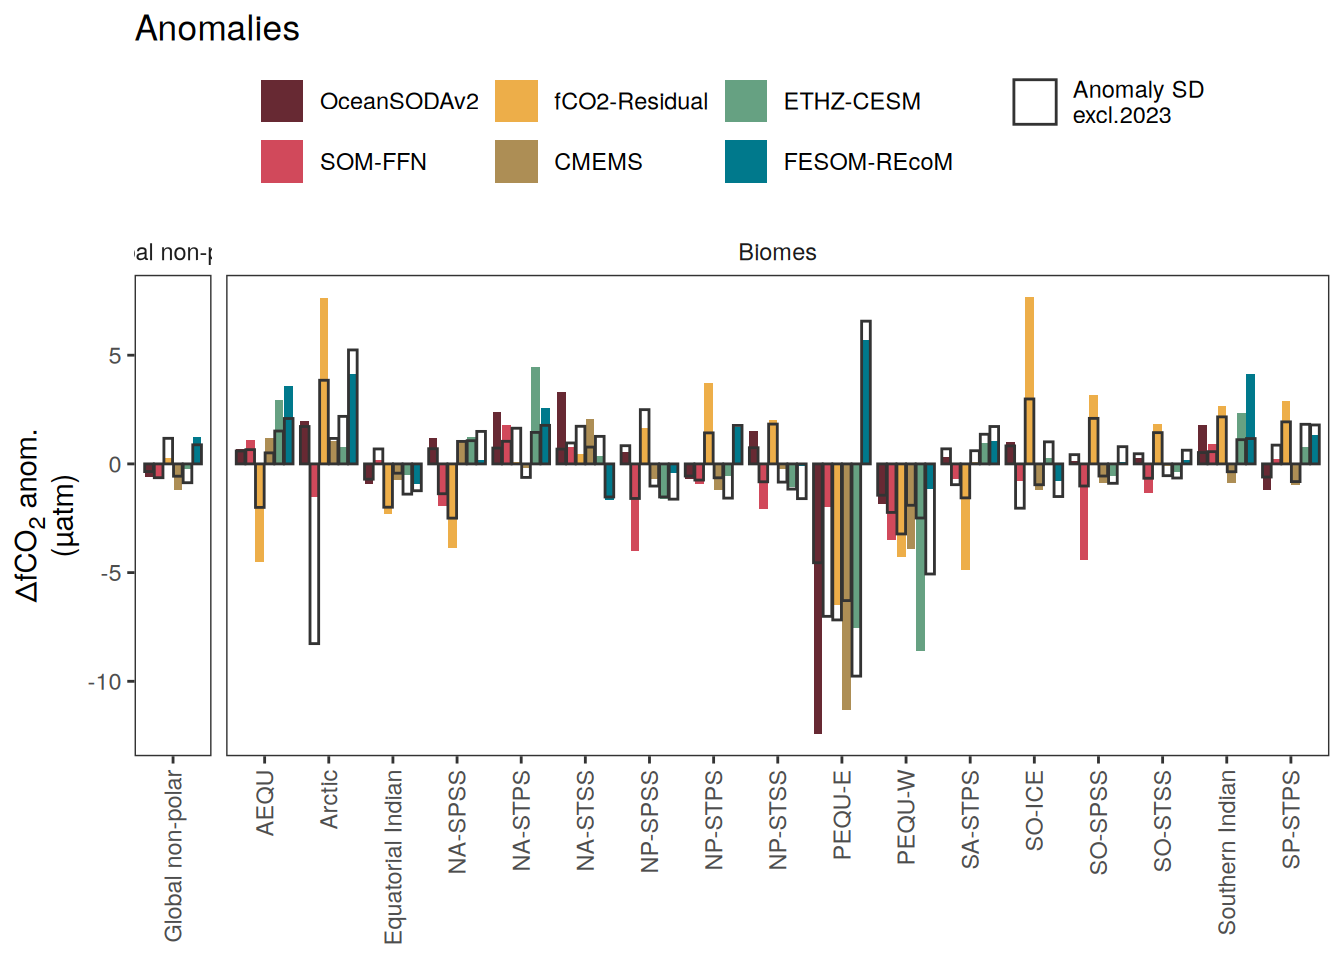 Anomalies
OceanSODAv2
fCO2-Residual
ETHZ-CESM
Anomaly SD
excl.2023
SOM-FFN
CMEMS
FESOM-REcoM
al non-
Biomes
ΔfCO2 anom.
(µatm)
5
0
-5
-10
Global non-polar
AEQU
Arctic
Equatorial Indian
NA-SPSS
NA-STPS
NA-STSS
NP-SPSS
NP-STPS
NP-STSS
PEQU-E
PEQU-W
SA-STPS
SO-ICE
SO-SPSS
SO-STSS
Southern Indian
SP-STPS